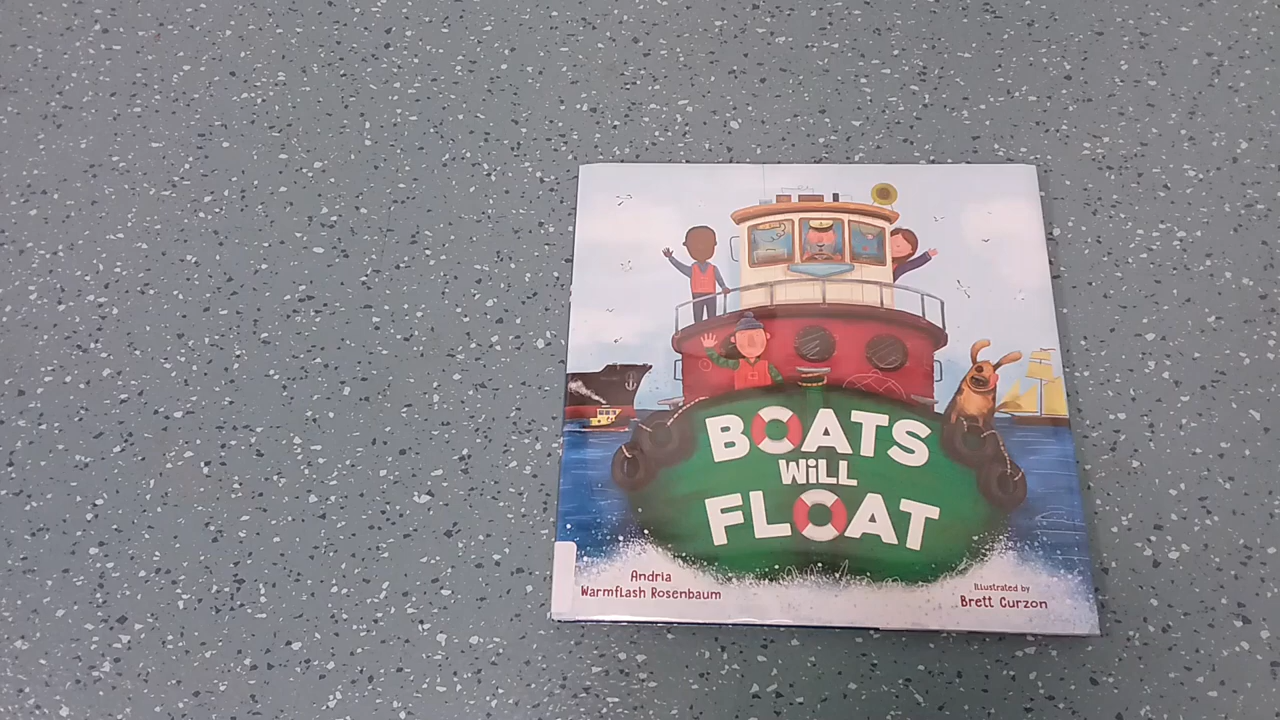 BOATS
WiLL
FLOAT
Andria
Warmflash Rosenbaum
illustrated by
Brett Curzon